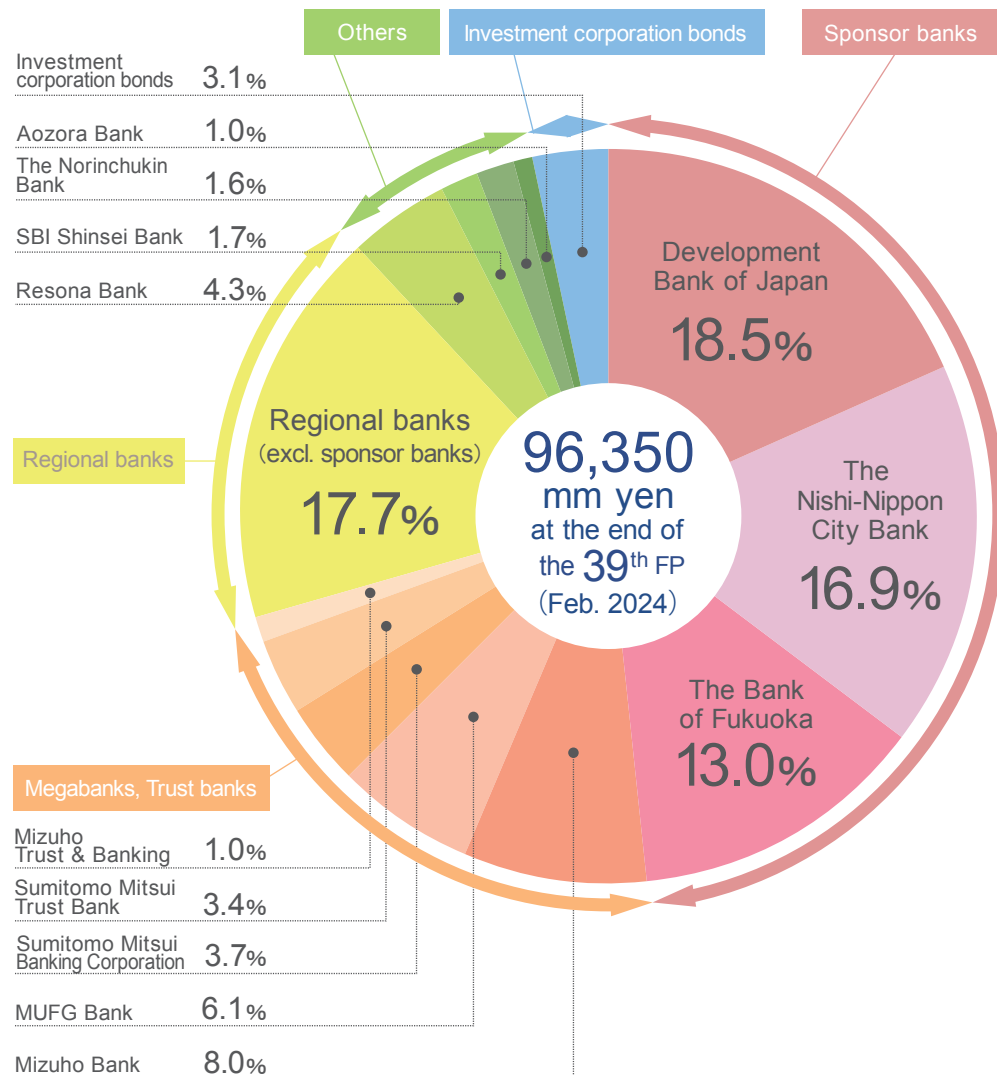 Others
Investment corporation bonds
Sponsor banks
Investment
corporation bonds 3.1%
Aozora Bank 1.0%
The Norinchukin
Bank 1.6%
SBI Shinsei Bank 1.7%
Resona Bank 4.3%
Development
Bank of Japan
18.5%
The
Nishi-Nippon
City Bank
16.9%
The Bank
of Fukuoka
13.0%
Regional banks
(excl. sponsor banks)
17.7%
96,350
mm yen
at the end of
the 39th FP
(Feb. 2024)
Regional banks
Megabanks, Trust banks
Mizuho
Trust & Banking 1.0%
Sumitomo Mitsui
Trust Bank 3.4%
Sumitomo Mitsui
Banking Corporation 3.7%
MUFG Bank 6.1%
Mizuho Bank 8.0%